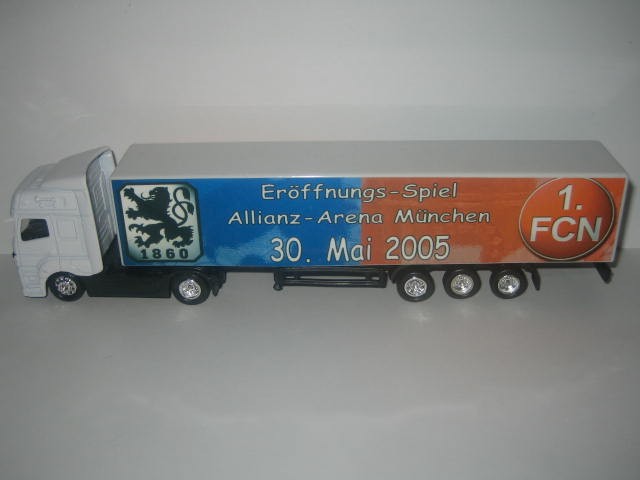 Eröffnungs-Spiel
Allianz-Arena München
30. Mai 2005
1860
1.
FCN